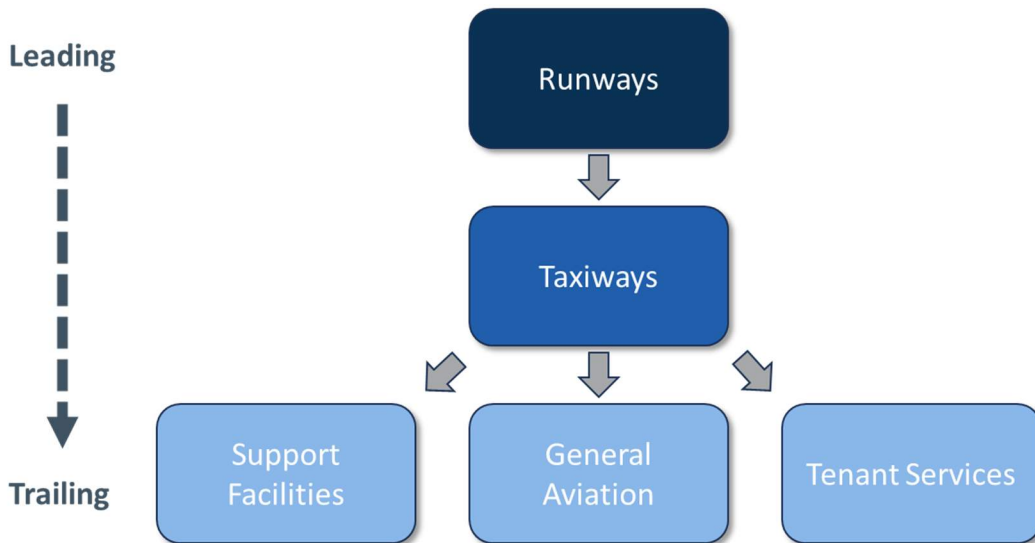 Leading
Runways
Taxiways
Support
Facilities
General
Aviation
Tenant Services
Trailing